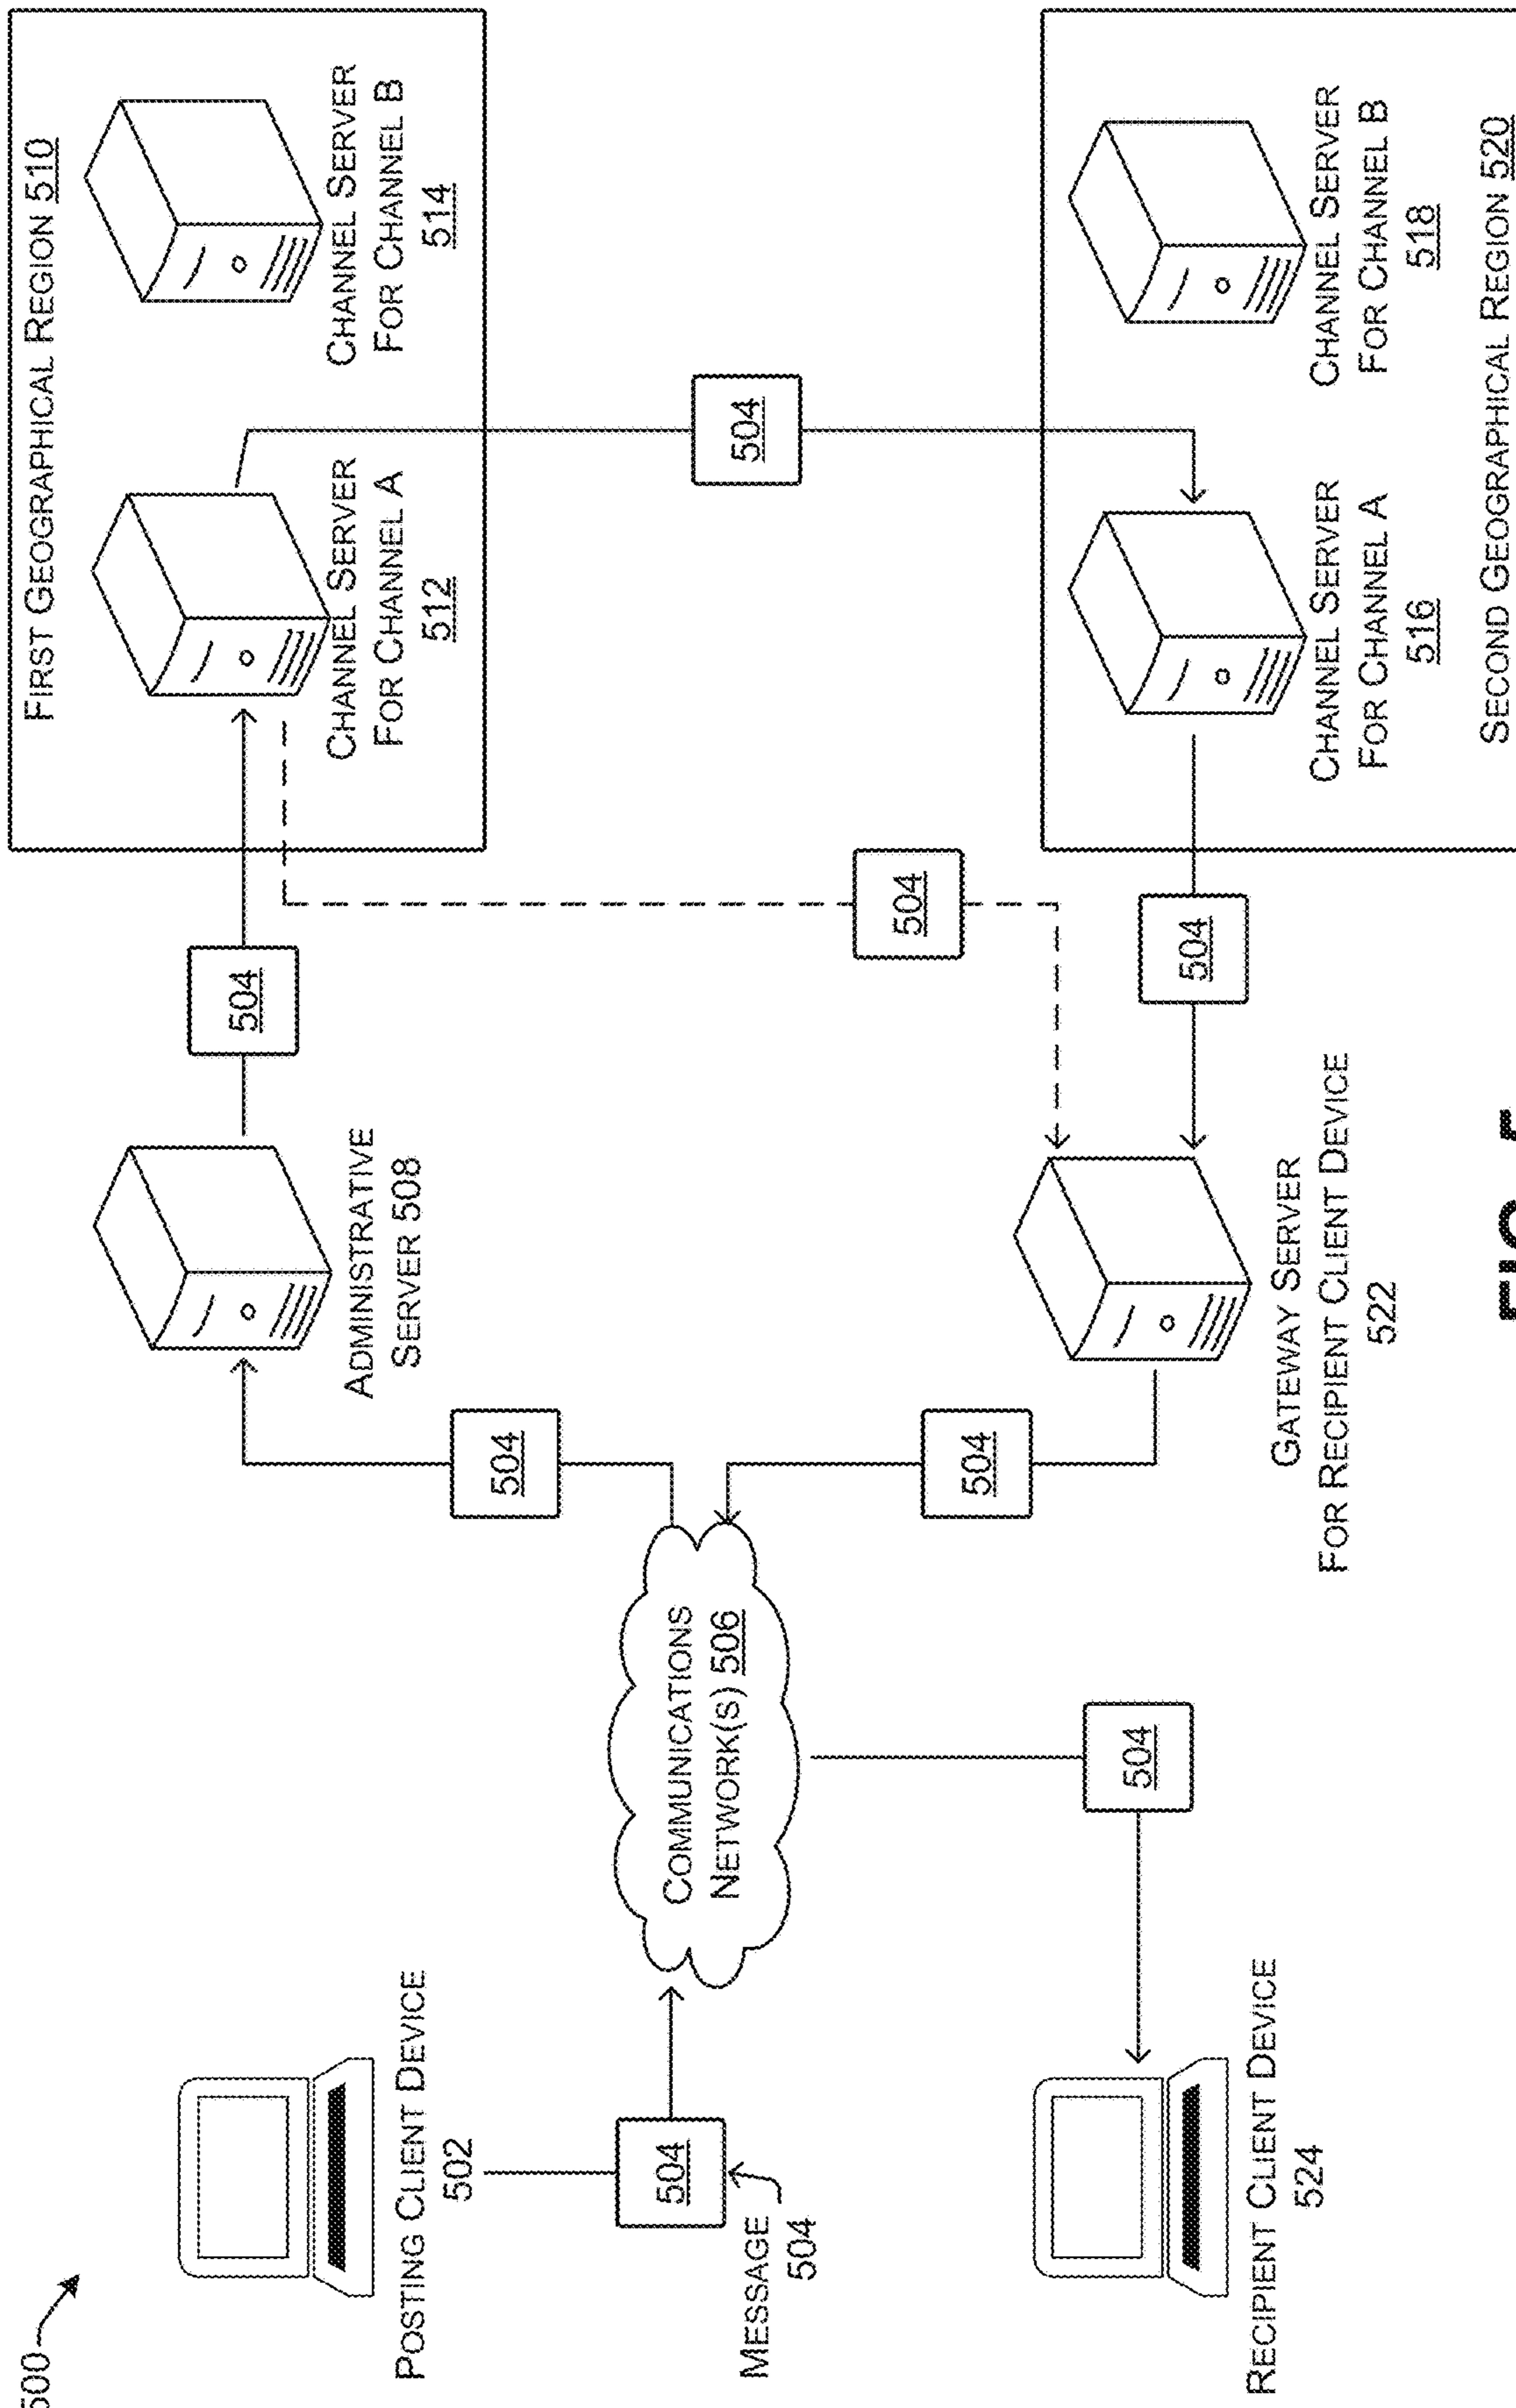 500
FIRST GEOGRAPHICAL REGION 510
POSTING CLIENT DEVICE
502
ADMINISTRATIVE
SERVER 508
504
CHANNEL SERVER
FOR CHANNEL A
512
CHANNEL SERVER
FOR CHANNEL B
514
504
504
MESSAGE
504
COMMUNICATIONS
NETWORK(S) 506
504
504
504
504
504
RECIPIENT CLIENT DEVICE
524
GATEWAY SERVER
FOR RECIPIENT CLIENT DEVICE
522
CHANNEL SERVER
FOR CHANNEL A
516
CHANNEL SERVER
FOR CHANNEL B
518
SECOND GEOGRAPHICAL REGION 520
FIG. 5